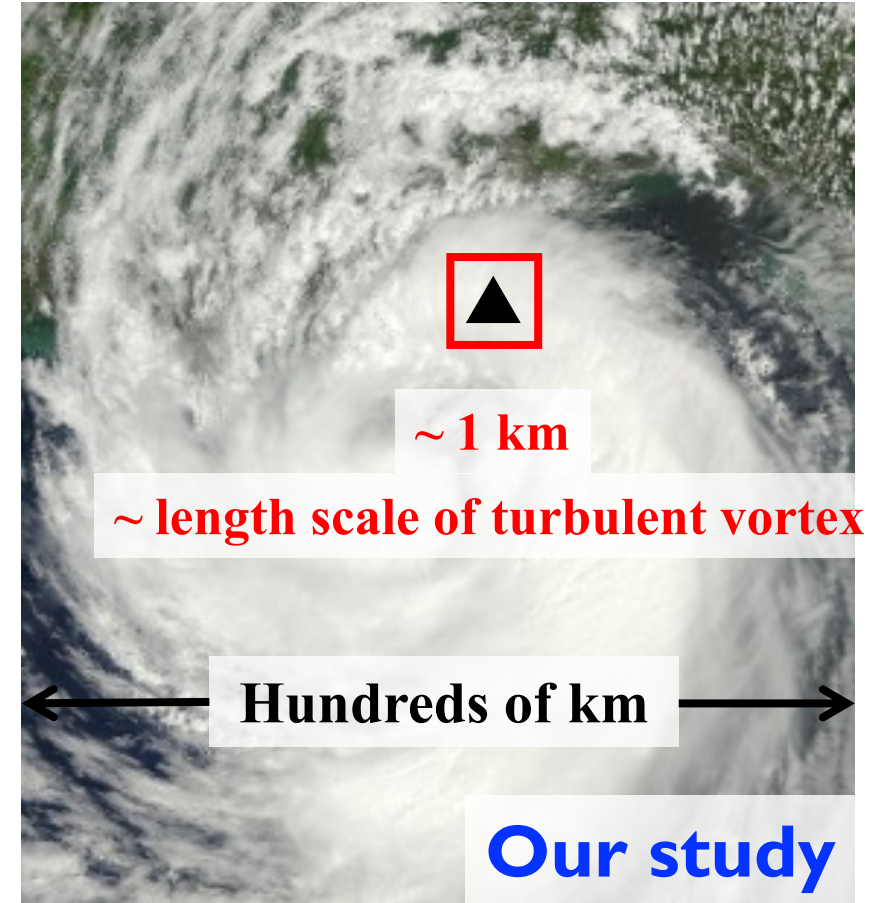 ~ 1 km
~ length scale of turbulent vortex
Hundreds of km
Our study